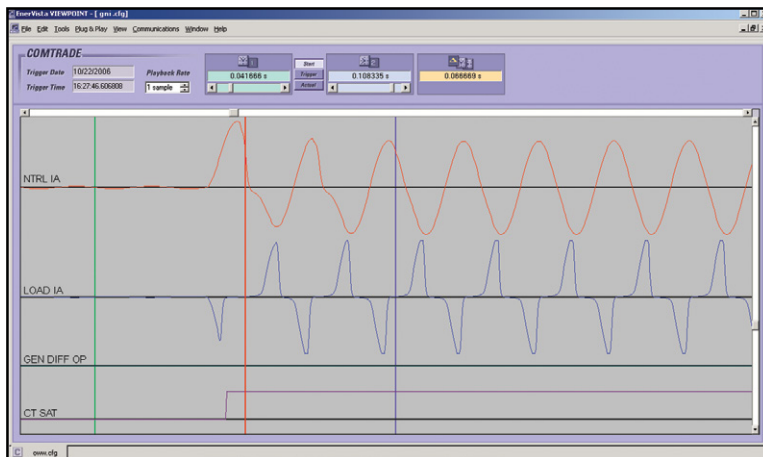 EnerVista VIEWPOINT - [ gni.cfg]
File Edit Tools Plug & Play View Communications Window Help
COMTRADE
Trigger Date 10/22/2006 Playback Rate
Trigger Time 16:27:46.606808 1 sample
0.041666 s
Start
Trigger
Actual
0.108335 s
0.066669 s
NTRL IA
LOAD IA
GEN DIFF OP
CT SAT
C